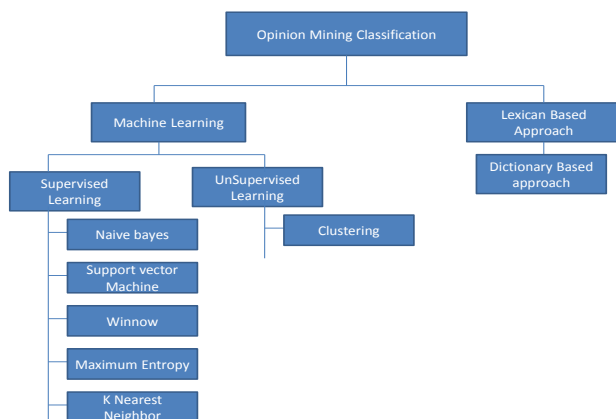 Opinion Mining Classification
Machine Learning
Lexican Based
Approach
Supervised
Learning
UnSupervised
Learning
Dictionary Based
approach
Naive bayes
Clustering
Support vector
Machine
Winnow
Maximum Entropy
K Nearest
Neighbor